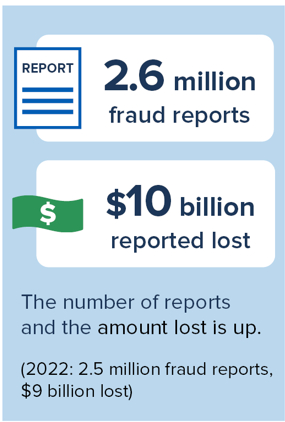 REPORT
2.6 million
fraud reports
$
$10 billion
reported lost
The number of reports
and the amount lost is up.
(2022: 2.5 million fraud reports,
$9 billion lost)